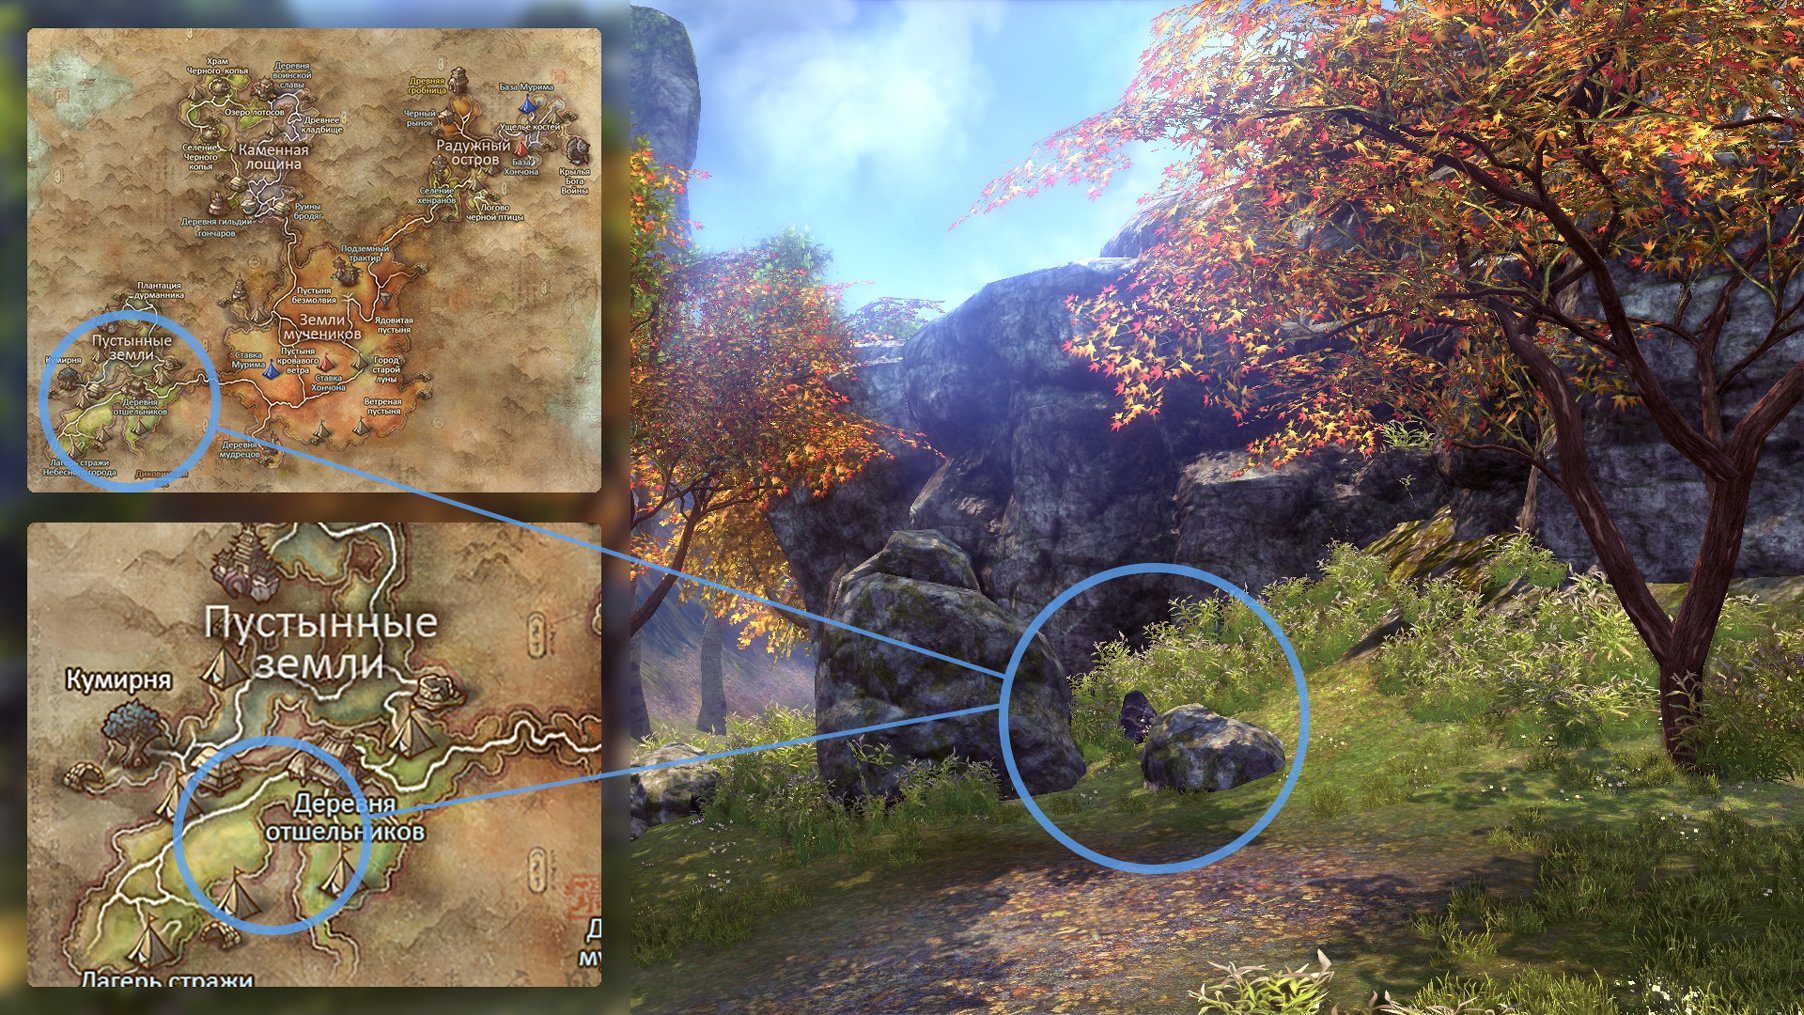 Храм
Черного копья
Деревня
воинской
славы
Озеро лотосов
Древнее
кладбище
Селение
Черного
копья
Каменная
лощина
Деревня гильдии
гончаров
Руины
бродяг
Древняя
гробница
Черный
рынок
База Мурима
Ущелье костей
Радужный
остров
База
Хончона
Крылья
Бога
Войны
Селение
хенранов
Логово
черной птицы
Подземный
трактир
Пустыня
безмолвия
Земли
мучеников
Ядовитая
пустыня
Ставка
Мурима
Пустыня
кровавого
ветра
Ставка
Хончона
Город
старой
луны
Ветреная
пустыня
Деревня
мудрецов
Плантация
дурманника
Пустынные
земли
Кумирня
Деревня
отшельников
Лагерь стражи
Небесного города
Пустынные
земли
Кумирня
Деревня
отшельников
Лагерь стражи
Д
му